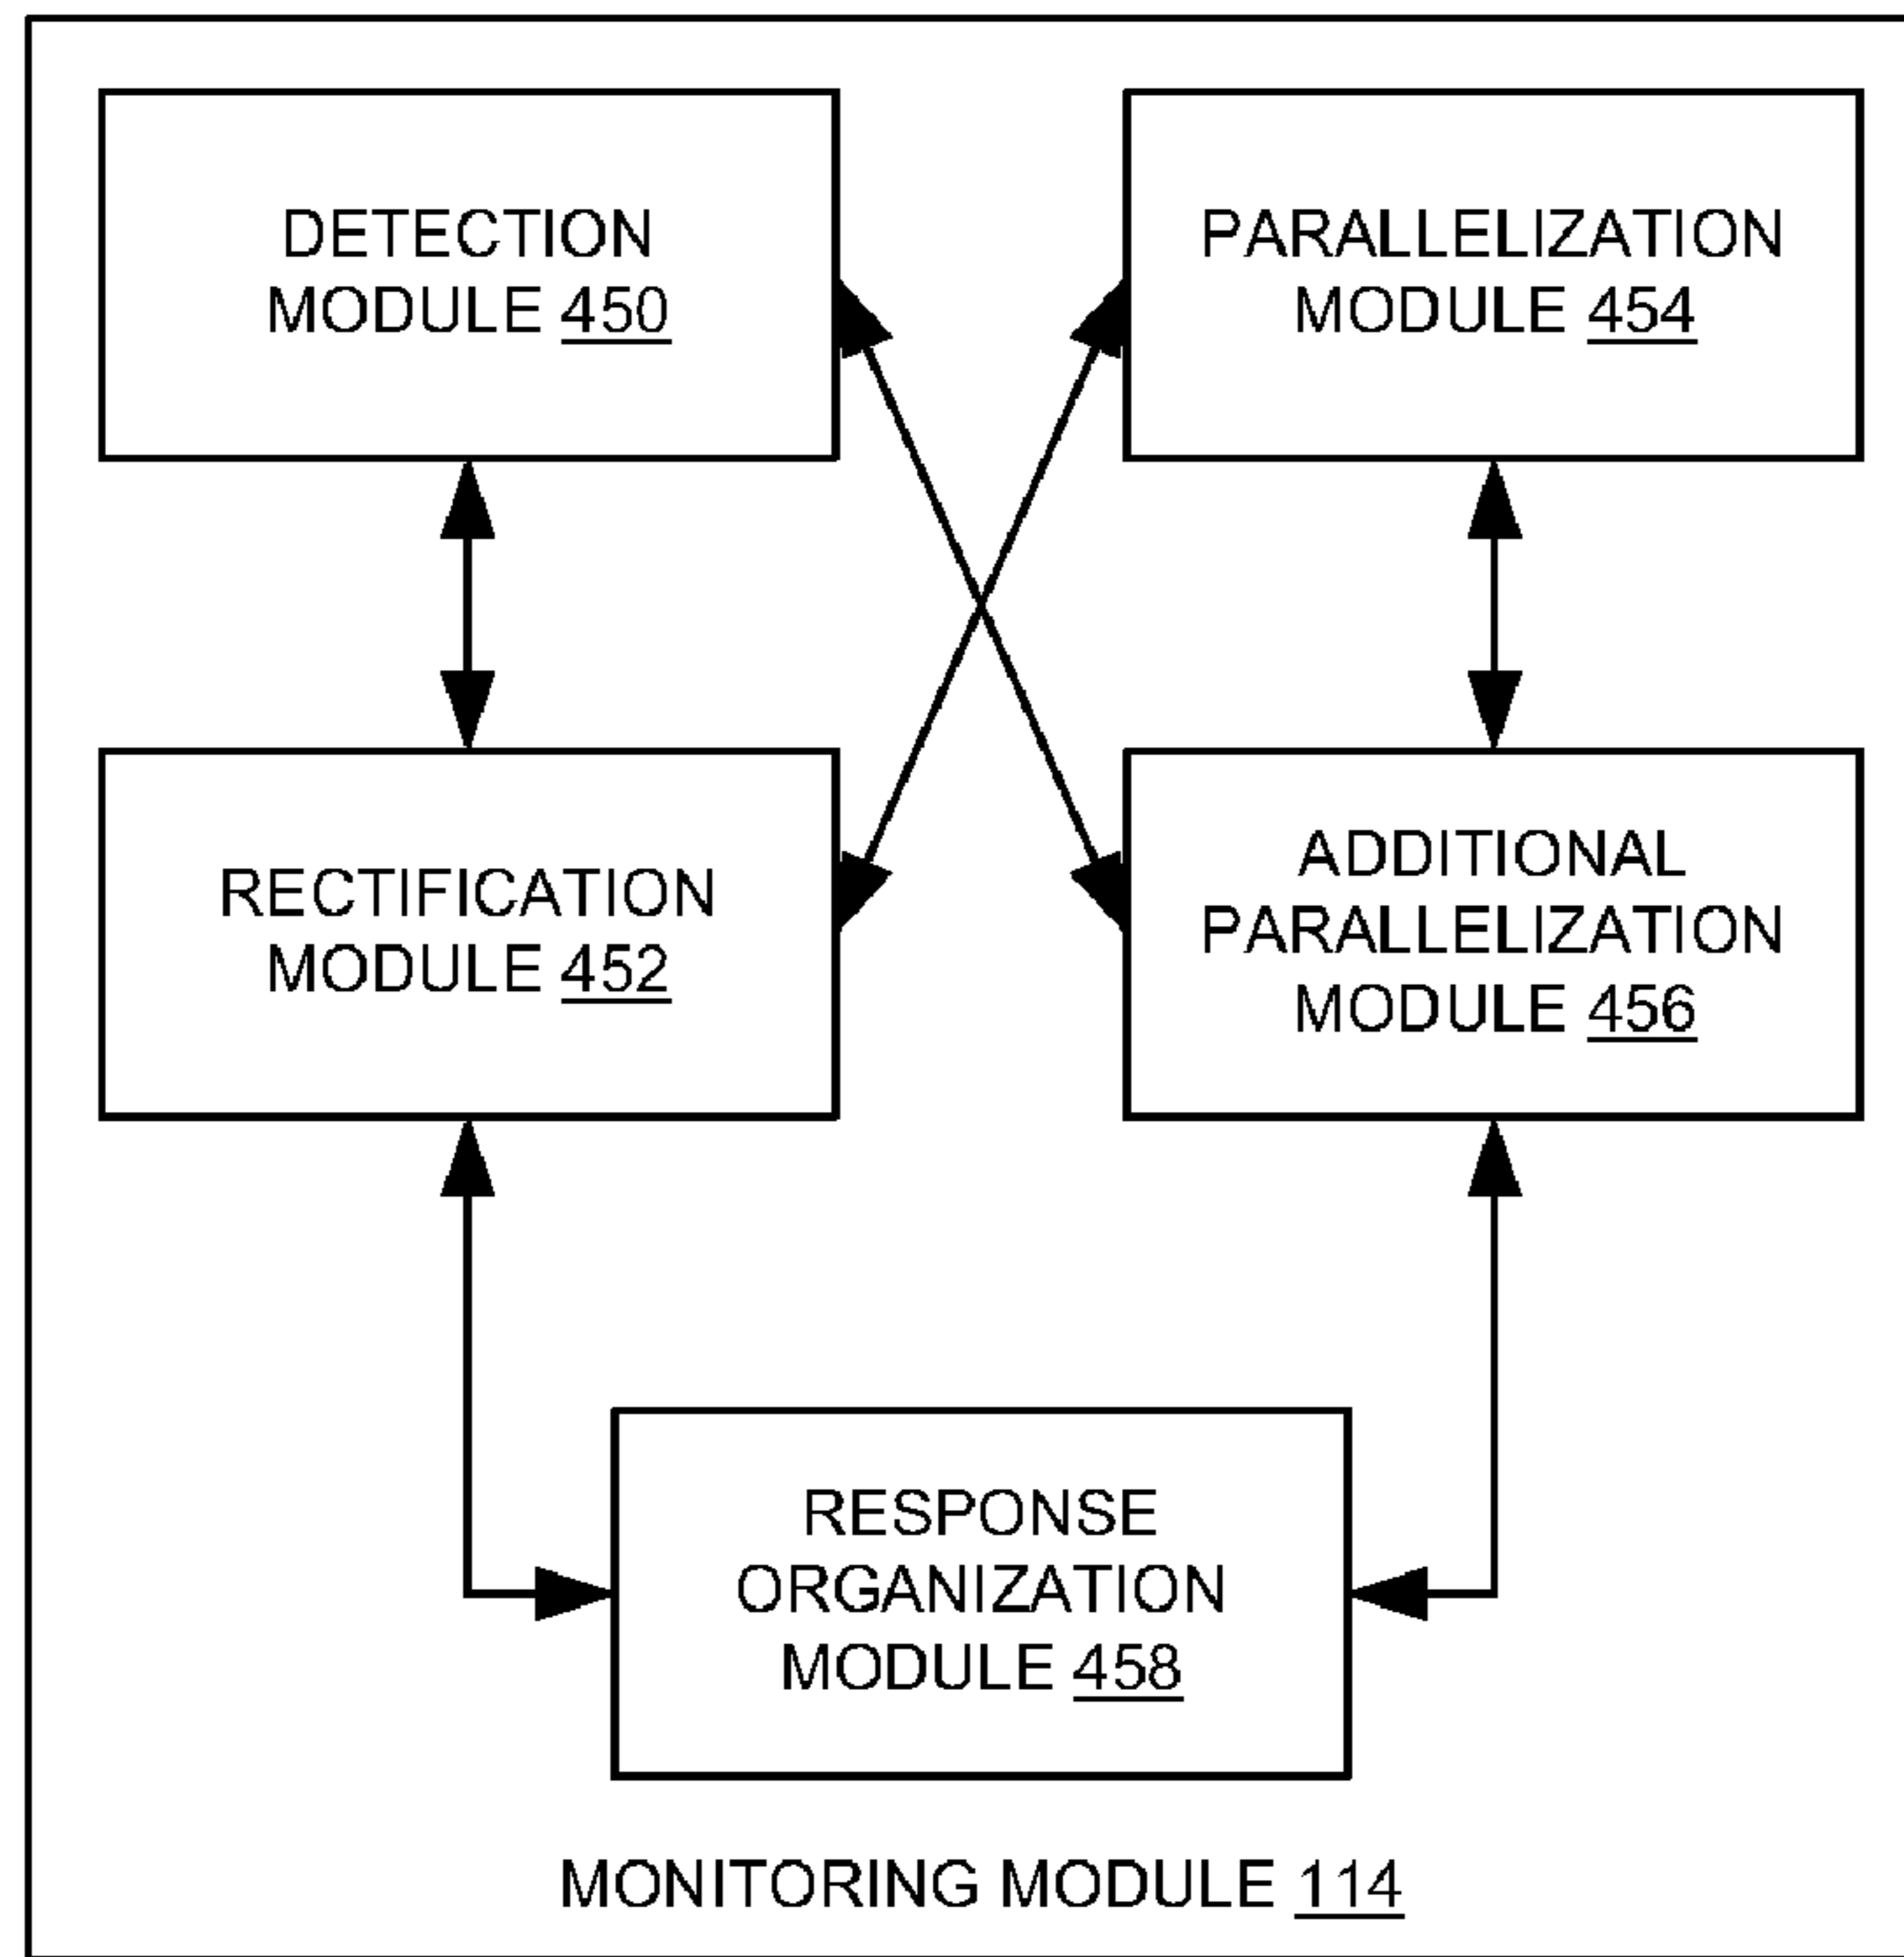 DETECTION
MODULE 450
PARALLELIZATION
MODULE 454
RECTIFICATION
MODULE 452
ADDITIONAL
PARALLELIZATION
MODULE 456
RESPONSE
ORGANIZATION
MODULE 458
MONITORING MODULE 114